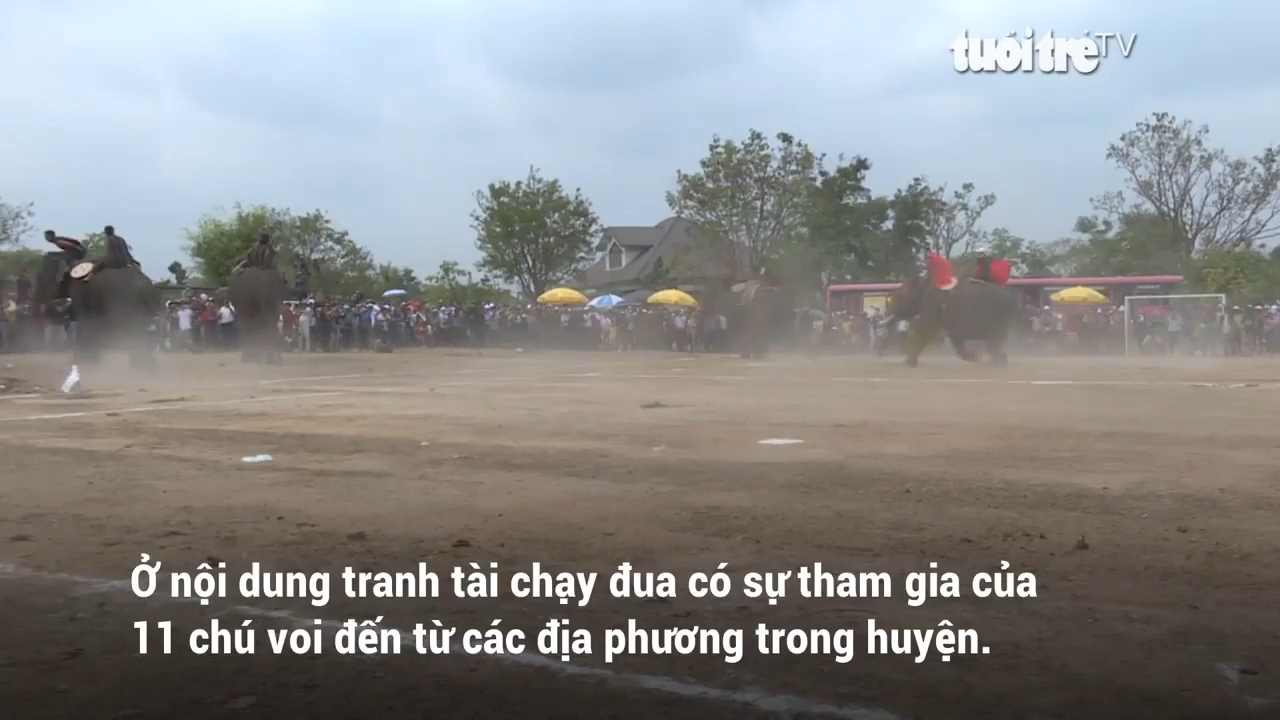 tuổi trẻ TV
Ở nội dung tranh tài chạy đua có sự tham gia của
11 chú voi đến từ các địa phương trong huyện.